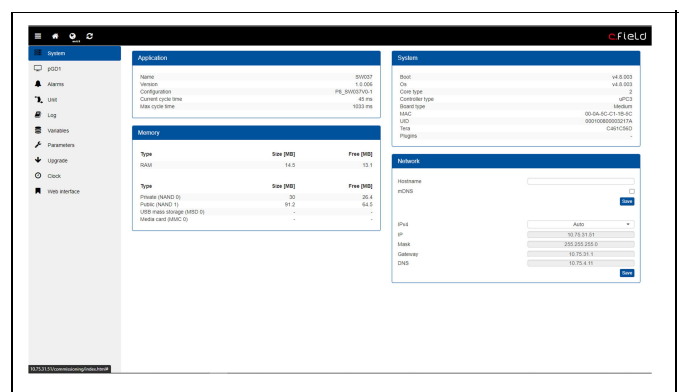 c.field
System
pGD1
Alarms
Unit
Log
Variables
Parameters
Upgrade
Clock
Web interface
Application
Name SW037
Version 1.0.006
Configuration P8_SW037V0-1
Current cycle time 45 ms
Max cycle time 1033 ms
Memory
Type Size [MB] Free [MB]
RAM 14.5 13.1
Type Size [MB] Free [MB]
Private (NAND 0) 30 26.4
Public (NAND 1) 91.2 64.5
USB mass storage (MSD 0) - -
Media card (MMC 0) - -
System
Boot v4.8.003
Os v4.8.003
Core type 2
Controller type uPC3
Board type Medium
MAC 00-0A-5C-C1-1B-5C
UID 000100800003217A
Tera C461C56D
Plugins -
Network
Hostname
mDNS
Save
IPv4 Auto
IP 10.75.31.51
Mask 255.255.255.0
Gateway 10.75.31.1
DNS 10.75.4.11
Save
10.75.31.51/commissioning/index.html#